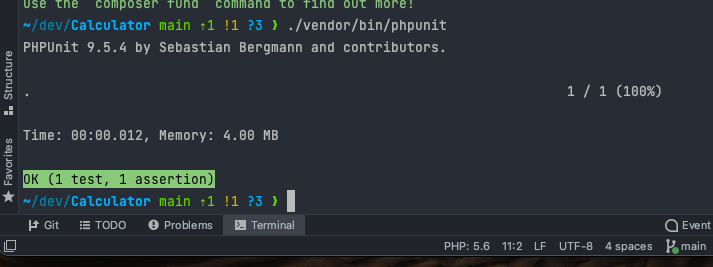 Use the `composer fund` command to find out more!
~/dev/Calculator main ⇡1 !1 ?3 ❯ ./vendor/bin/phpunit
PHPUnit 9.5.4 by Sebastian Bergmann and contributors.
. 1 / 1 (100%)
Time: 00:00.012, Memory: 4.00 MB
OK (1 test, 1 assertion)
~/dev/Calculator main ⇡1 !1 ?3 ❯
Structure
Favorites
Git TODO Problems Terminal Event
PHP: 5.6 11:2 LF UTF-8 4 spaces main